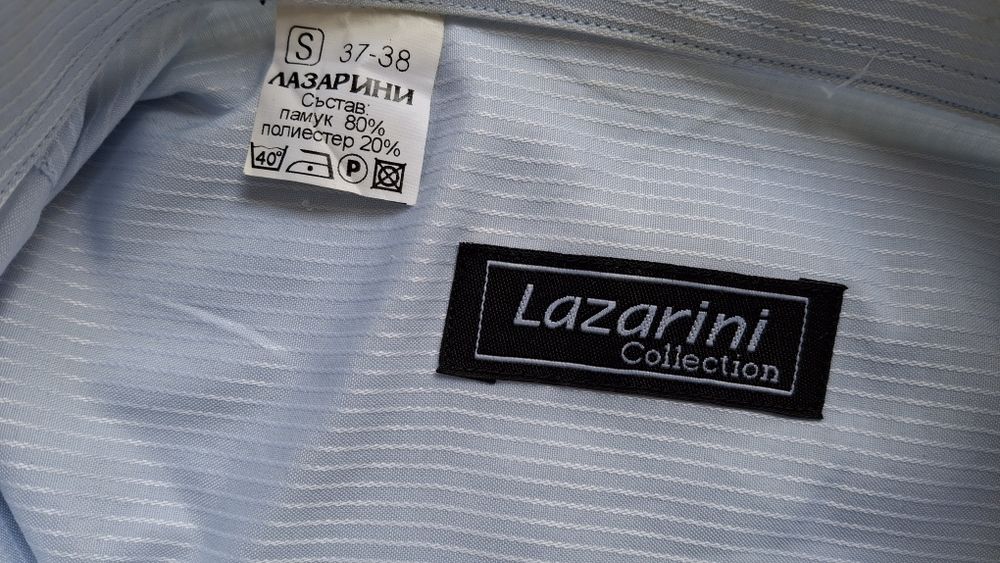 S 37-38
ЛАЗАРИНИ
Състав:
памук 80%
полиестер 20%
40° P
Lazarini
Collection